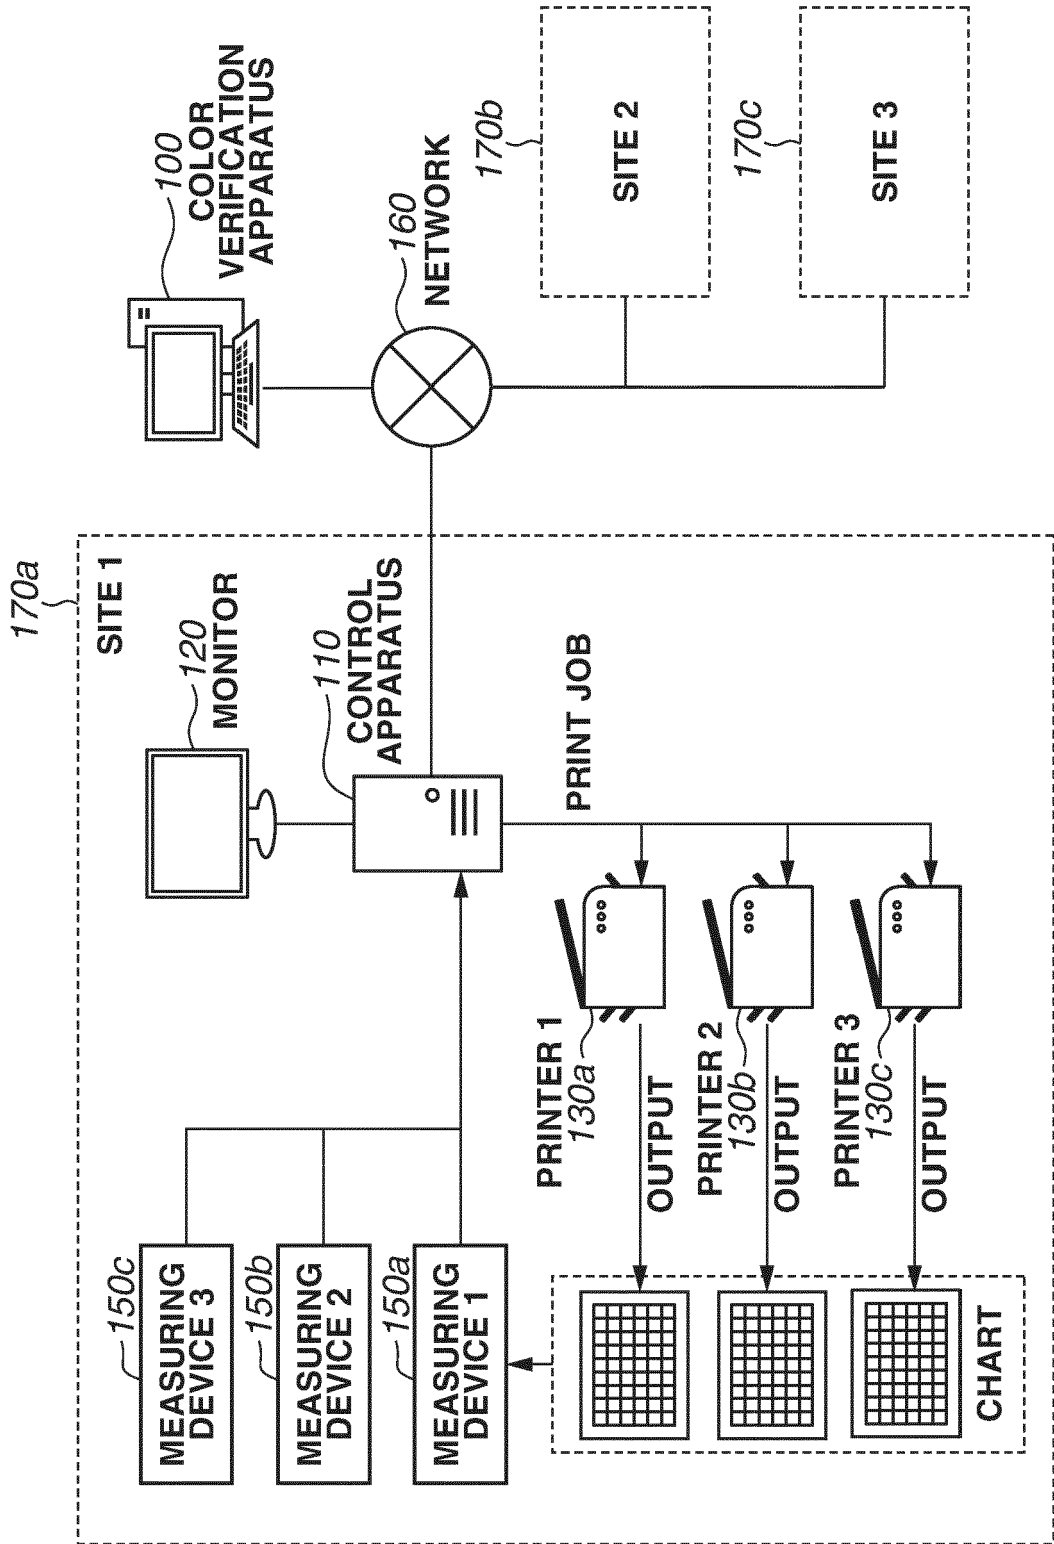 170a
SITE 1
150c
MEASURING
DEVICE 3
150b
MEASURING
DEVICE 2
150a
MEASURING
DEVICE 1
120
MONITOR
110
CONTROL
APPARATUS
PRINT JOB
PRINTER 1
130a
OUTPUT
PRINTER 2
130b
OUTPUT
PRINTER 3
130c
OUTPUT
CHART
100
COLOR
VERIFICATION
APPARATUS
160
NETWORK
170b
SITE 2
170c
SITE 3